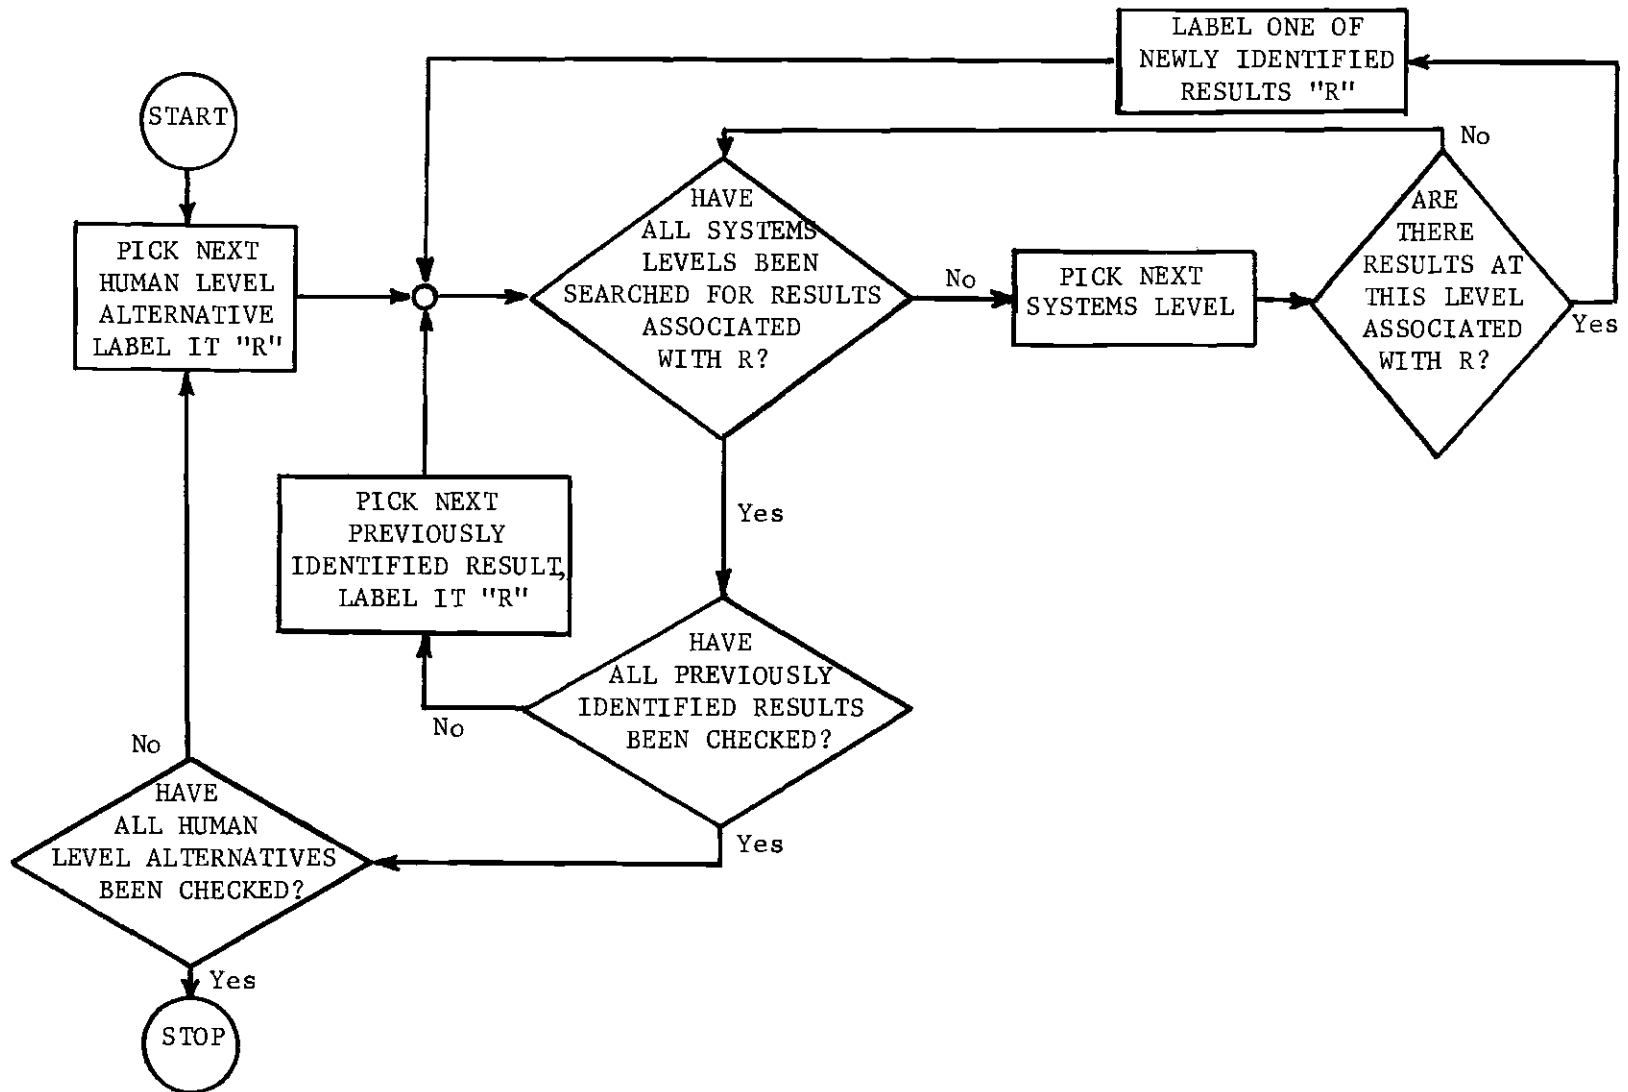 LABEL ONE OF
NEWLY IDENTIFIED
RESULTS "R"
START
PICK NEXT
HUMAN LEVEL
ALTERNATIVE
LABEL IT "R"
HAVE
ALL SYSTEMS
LEVELS BEEN
SEARCHED FOR RESULTS
ASSOCIATED
WITH R?
No
PICK NEXT
SYSTEMS LEVEL
No
ARE
THERE
RESULTS AT
THIS LEVEL
ASSOCIATED
WITH R?
Yes
PICK NEXT
PREVIOUSLY
IDENTIFIED RESULT,
LABEL IT "R"
Yes
HAVE
ALL PREVIOUSLY
IDENTIFIED RESULTS
BEEN CHECKED?
No
Yes
No
HAVE
ALL HUMAN
LEVEL ALTERNATIVES
BEEN CHECKED?
Yes
STOP